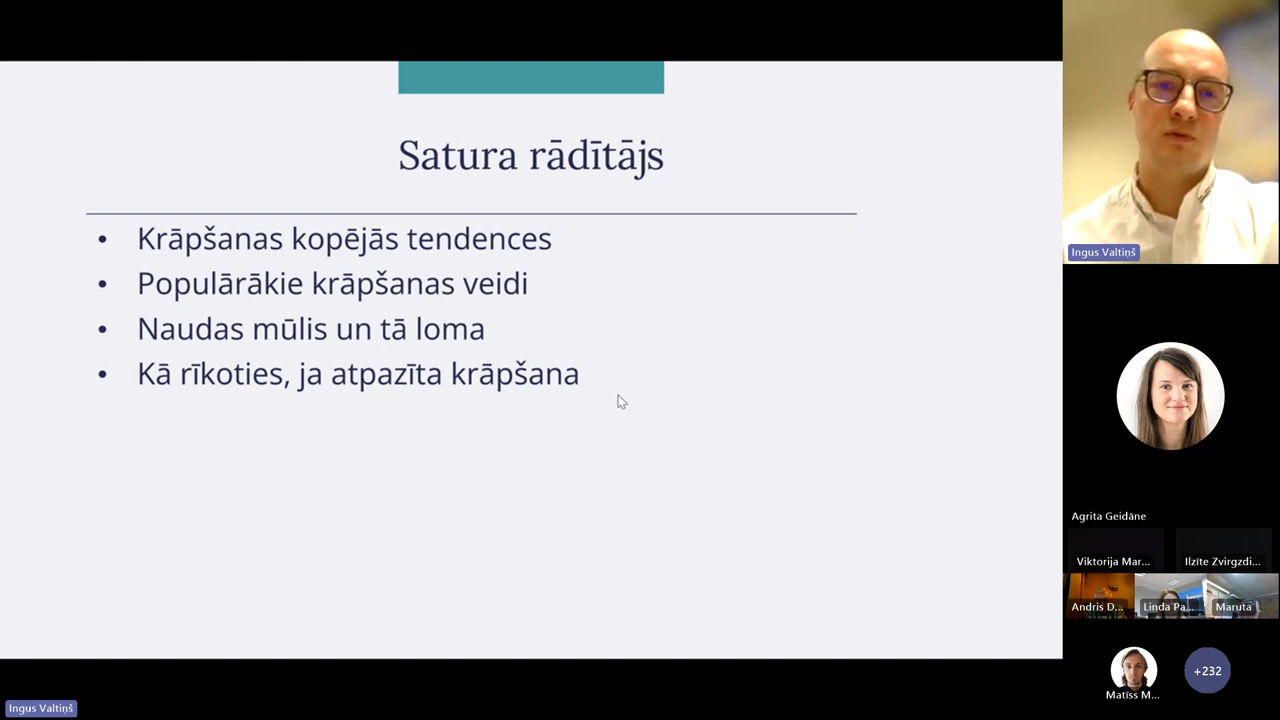 Satura rādītājs
• Krāpšanas kopējās tendences
• Populārākie krāpšanas veidi
• Naudas mūlis un tā loma
• Kā rīkoties, ja atpazīta krāpšana
Ingus Valtiņš
Agrita Geidāne
Viktorija Mar...
Ilzīte Zvirgzdi...
Andris D...
Linda Pa...
Maruta
Matīss M...
+232
Ingus Valtiņš